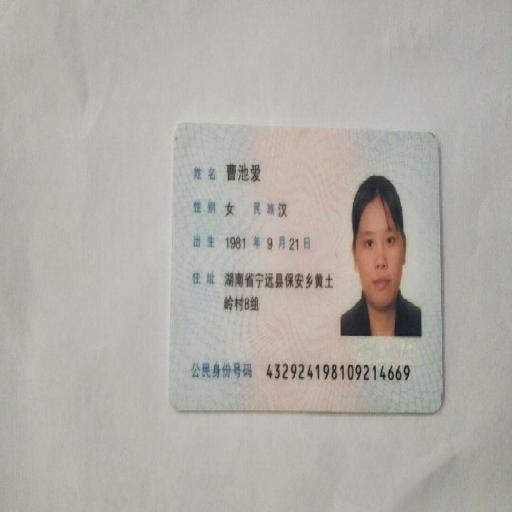 姓名 曹池爱
性别 女 民族 汉
出生 1981 年 9 月 21 日
住址 湖南省宁远县保安乡黄土
岭村8组
公民身份号码 432924198109214669